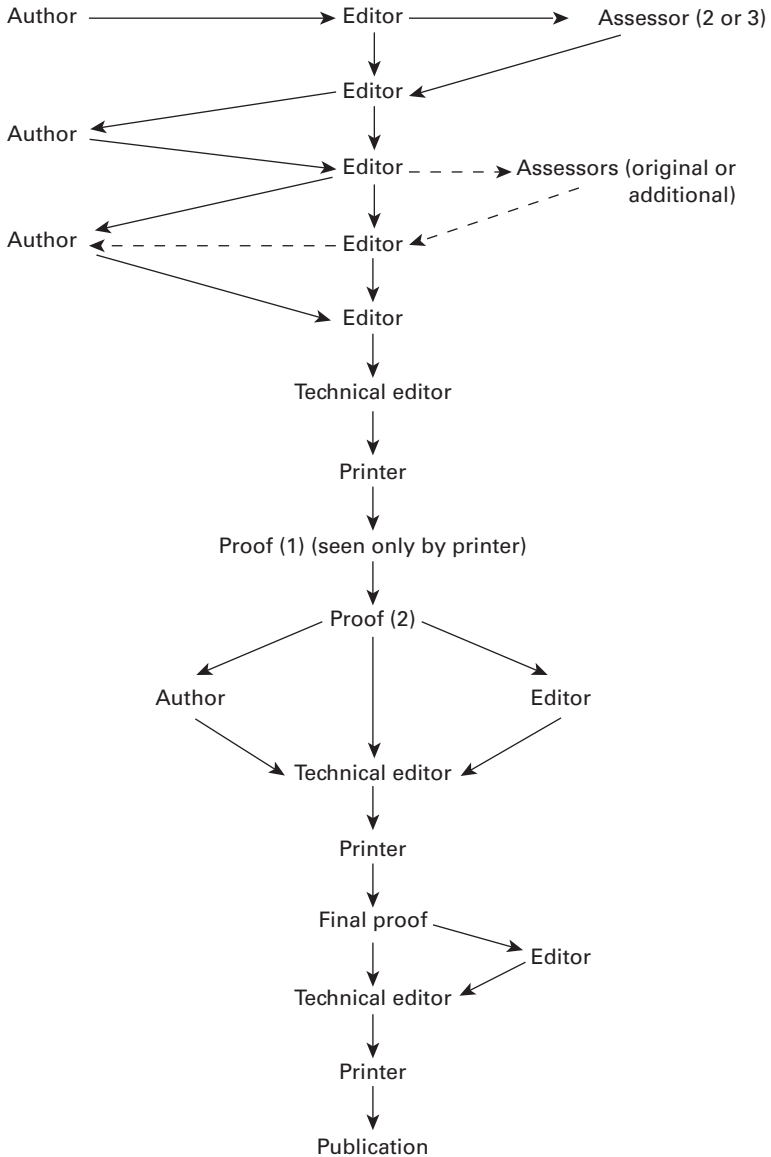 Author
Editor
Assessor (2 or 3)
Editor
Author
Editor
Assessors (original or
additional)
Author
Editor
Editor
Technical editor
Printer
Proof (1) (seen only by printer)
Proof (2)
Author
Editor
Technical editor
Printer
Final proof
Editor
Technical editor
Printer
Publication